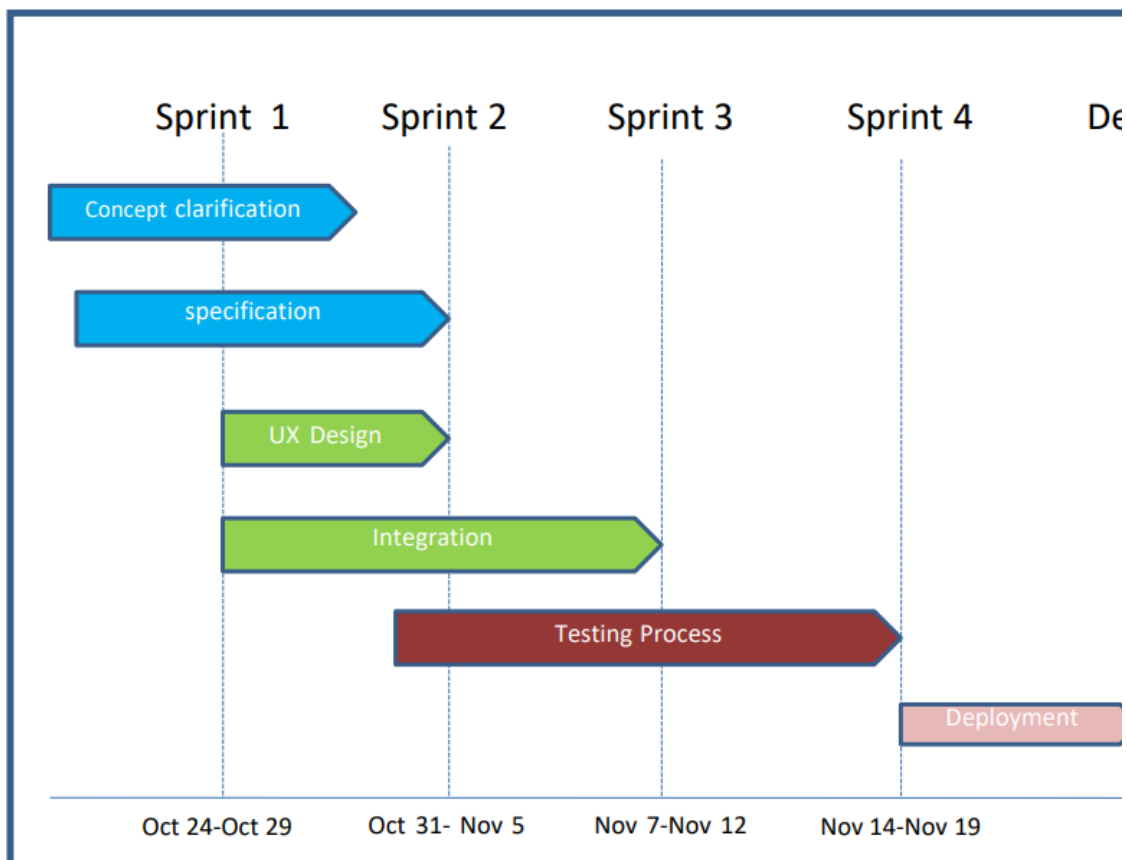 Sprint 1 Sprint 2 Sprint 3 Sprint 4 De
Concept clarification
specification
UX Design
Integration
Testing Process
Deployment
Oct 24-Oct 29 Oct 31- Nov 5 Nov 7-Nov 12 Nov 14-Nov 19